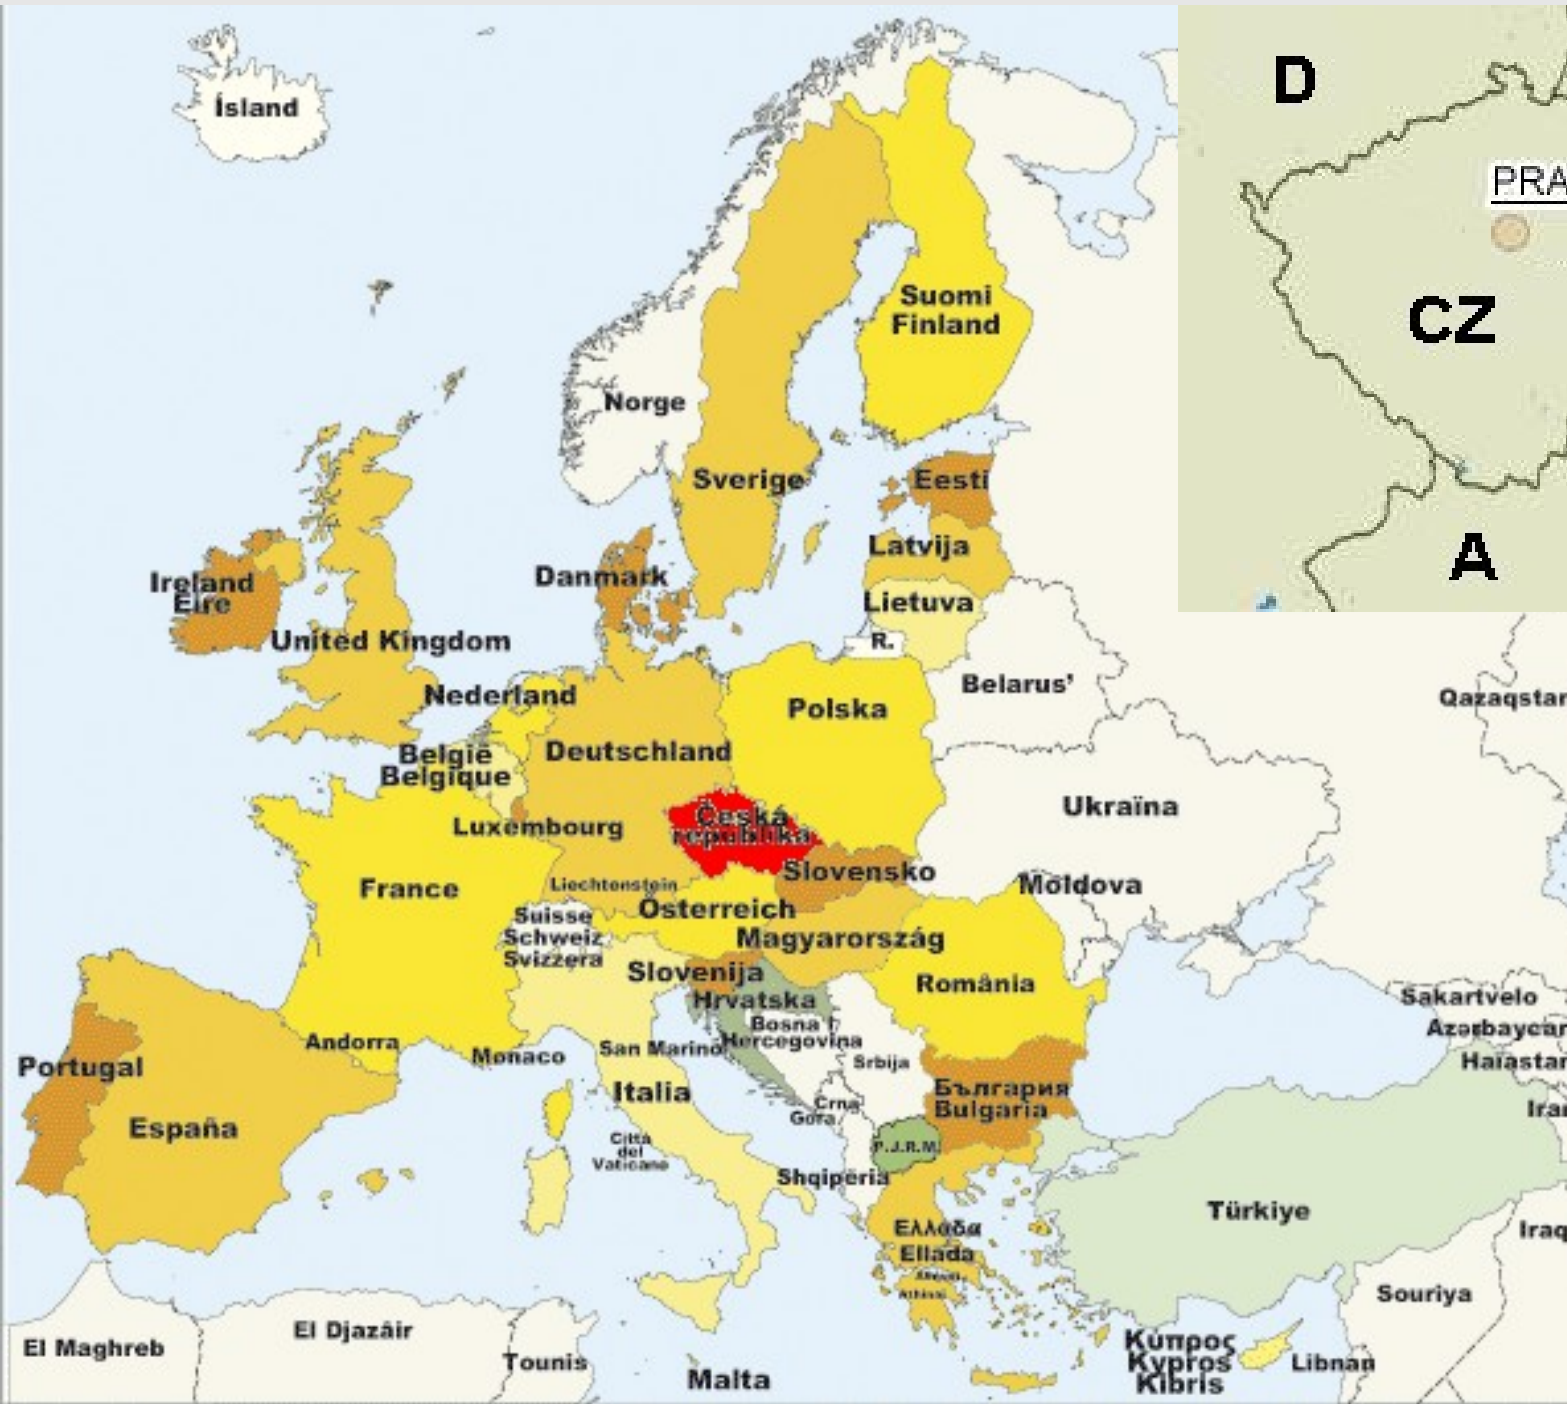 Ísland
D
PRA
CZ
A
Suomi
Finland
Norge
Sverige
Eesti
Latvija
Danmark
Ireland
Éire
Lietuva
R.
United Kingdom
Belarus’
Nederland
Polska
Qazaqstan
België
Belgique
Deutschland
Ukraïna
Česká
republika
Luxembourg
Slovensko
France
Liechtenstein
Moldova
Österreich
Suisse
Schweiz
Svizzera
Magyarország
Slovenija
România
Hrvatska
Sakartvelo
Bosna i
Hercegovina
Azərbaycan
Andorra
Monaco
San Marino
Srbija
Haïastan
Portugal
Italia
България
Bulgaria
Crna
Gora
Iran
España
Città
del
Vaticano
P.J.R.M.
Shqipëria
Türkiye
Ελλάδα
Ellada
Iraq
Souriya
El Maghreb
El Djazâir
Tounis
Malta
Κύπρος
Kypros
Kibris
Libnan